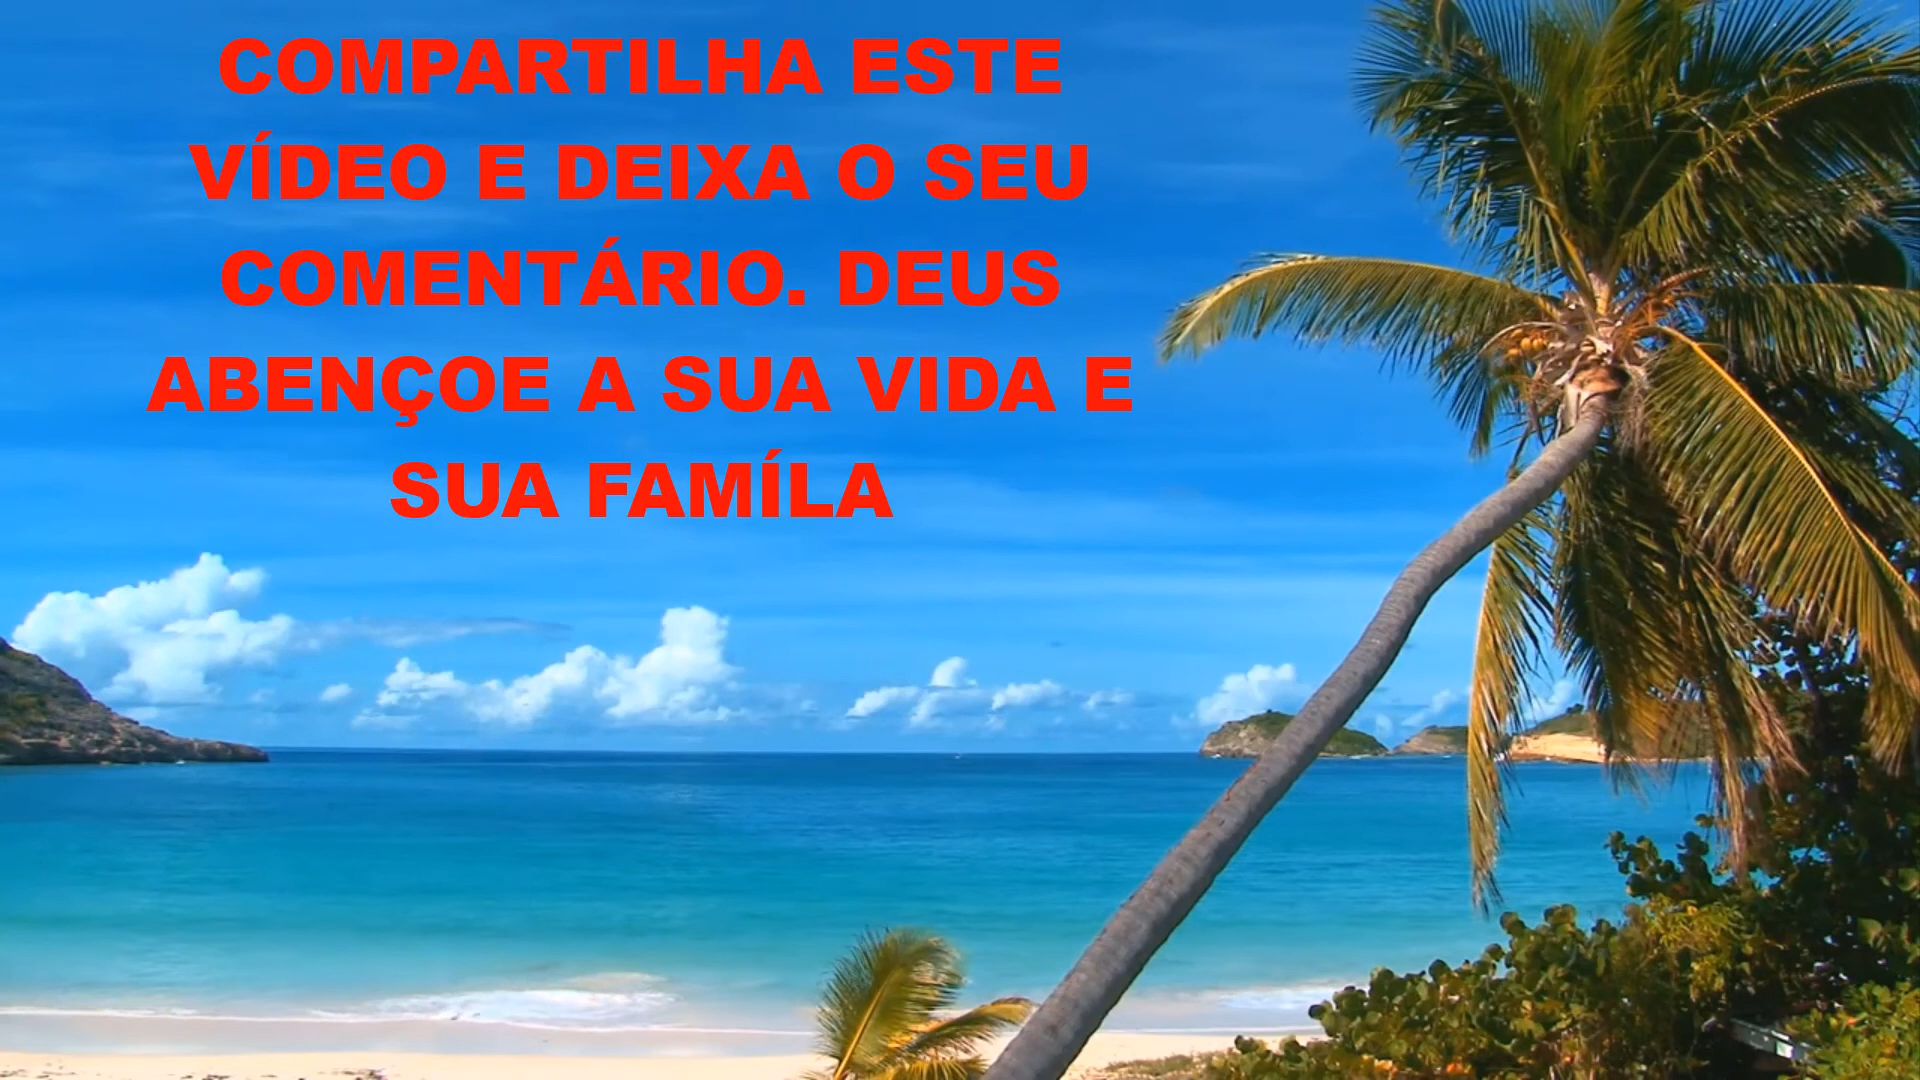 COMPARTILHA ESTE
VÍDEO E DEIXA O SEU
COMENTÁRIO. DEUS
ABENÇOE A SUA VIDA E
SUA FAMÍLA